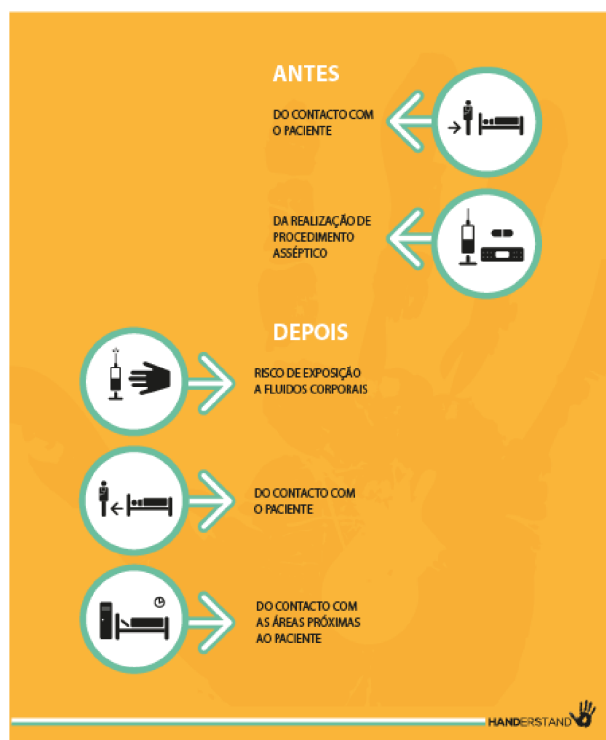 ANTES
DO CONTACTO COM
O PACIENTE
DA REALIZAÇÃO DE
PROCEDIMENTO
ASSÉPTICO
DEPOIS
RISCO DE EXPOSIÇÃO
A FLUIDOS CORPORAIS
DO CONTACTO COM
O PACIENTE
DO CONTACTO COM
AS ÁREAS PRÓXIMAS
AO PACIENTE
HANDERSTAND